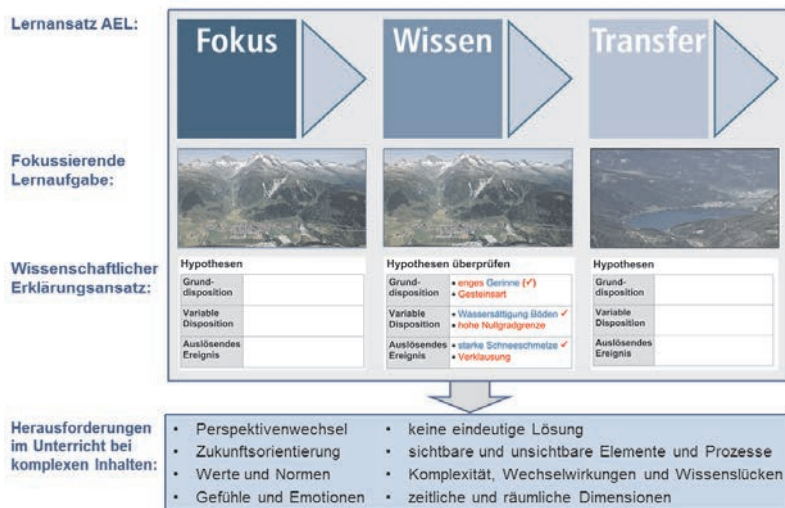 Lernansatz AEL:
Fokus
Wissen
Transfer
Fokussierende
Lernaufgabe:
Wissenschaftlicher
Erklärungsansatz:
Hypothesen
Grund-
disposition
Variable
Disposition
Auslösendes
Ereignis
Hypothesen überprüfen
Grund-
disposition
• enges Gerinne (✓)
• Gesteinsart
Variable
Disposition
• Wassersättigung Böden ✓
• hohe Nullgradgrenze
Auslösendes
Ereignis
• starke Schneeschmelze ✓
• Verklausung
Hypothesen
Grund-
disposition
Variable
Disposition
Auslösendes
Ereignis
Herausforderungen
im Unterricht bei
komplexen Inhalten:
• Perspektivenwechsel
• Zukunftsorientierung
• Werte und Normen
• Gefühle und Emotionen
• keine eindeutige Lösung
• sichtbare und unsichtbare Elemente und Prozesse
• Komplexität, Wechselwirkungen und Wissenslücken
• zeitliche und räumliche Dimensionen